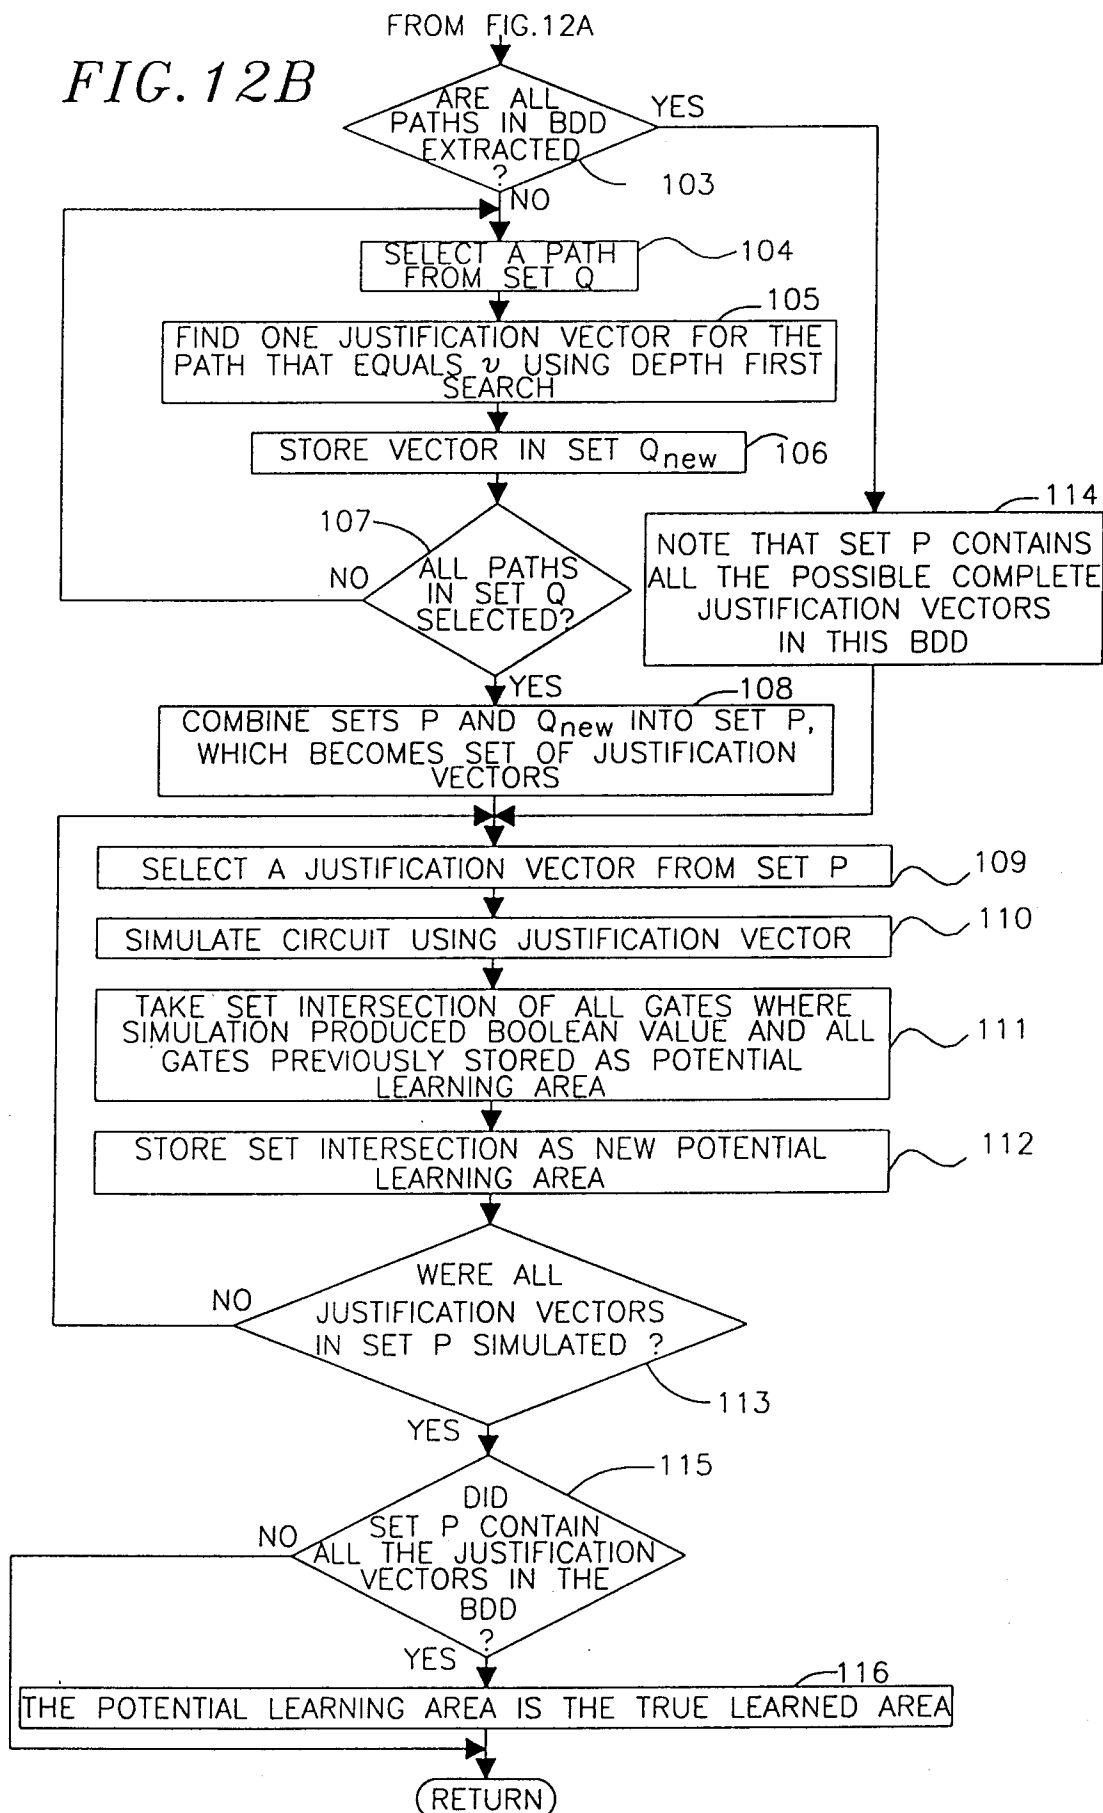 FROM FIG.12A
FIG.12B
ARE ALL
PATHS IN BDD
EXTRACTED
?
YES
103
NO
SELECT A PATH
FROM SET Q
104
105
FIND ONE JUSTIFICATION VECTOR FOR THE
PATH THAT EQUALS v USING DEPTH FIRST
SEARCH
STORE VECTOR IN SET Qnew
106
107
ALL PATHS
IN SET Q
SELECTED?
NO
114
NOTE THAT SET P CONTAINS
ALL THE POSSIBLE COMPLETE
JUSTIFICATION VECTORS
IN THIS BDD
YES
108
COMBINE SETS P AND Qnew INTO SET P,
WHICH BECOMES SET OF JUSTIFICATION
VECTORS
SELECT A JUSTIFICATION VECTOR FROM SET P
109
SIMULATE CIRCUIT USING JUSTIFICATION VECTOR
110
TAKE SET INTERSECTION OF ALL GATES WHERE
SIMULATION PRODUCED BOOLEAN VALUE AND ALL
GATES PREVIOUSLY STORED AS POTENTIAL
LEARNING AREA
111
STORE SET INTERSECTION AS NEW POTENTIAL
LEARNING AREA
112
WERE ALL
JUSTIFICATION VECTORS
IN SET P SIMULATED ?
NO
113
YES
115
DID
SET P CONTAIN
ALL THE JUSTIFICATION
VECTORS IN THE
BDD
?
NO
YES
116
THE POTENTIAL LEARNING AREA IS THE TRUE LEARNED AREA
RETURN